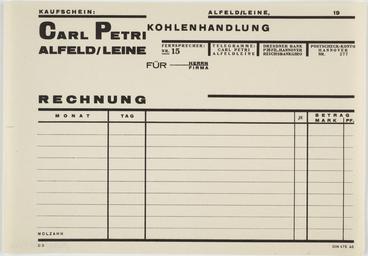 KAUFSCHEIN: ALFELD/LEINE, 19
CARL PETRI KOHLENHANDLUNG
ALFELD/LEINE
FERNSPRECHER: NR. 15
TELEGRAMME: CARL PETRI ALFELDLEINE
DRESDNER BANK HANNOVER REICHSBANKGIRO
POSTSCHECK-KONTO HANNOVER NR. 277
FÜR HERRN
FIRMA
RECHNUNG
MONAT TAG BETRAG
MARK PF.
MOLZAHN
DIN 476 A5